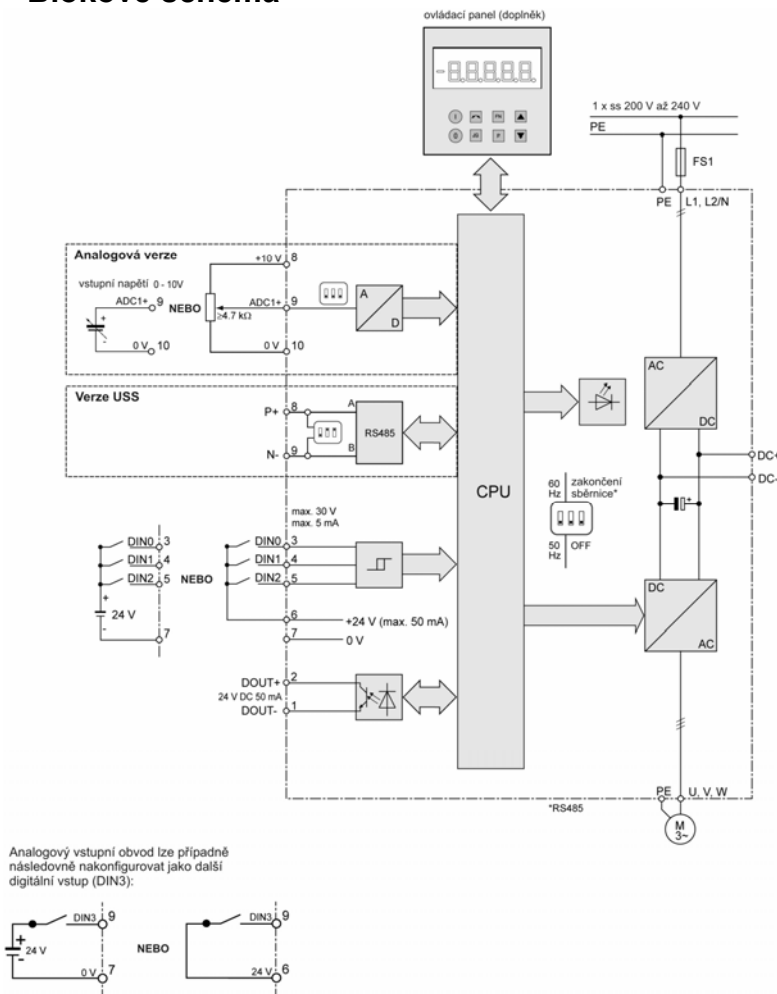 ovládací panel (doplněk)
1 x ss 200 V až 240 V
PE
FS1
PE
L1, L2/N
Analogová verze
vstupní napětí 0 - 10V
ADC1+ 9
NEBO
0 V 10
+
-
+10 V 8
ADC1+ 9
≥4.7 kΩ
0 V 10
A
D
Verze USS
P+ 8
N- 9
A
B
RS485
CPU
AC
DC
DC+
DC-
+
60 Hz
zakončení sběrnice*
50 Hz
OFF
max. 30 V
max. 5 mA
DIN0 3
DIN1 4
DIN2 5
+
24 V
-
7
NEBO
DIN0 3
DIN1 4
DIN2 5
6
+24 V (max. 50 mA)
7
0 V
DC
AC
DOUT+ 2
24 V DC 50 mA
DOUT- 1
*RS485
PE
U, V, W
M
3~
Analogový vstupní obvod lze případně
následovně nakonfigurovat jako další
digitální vstup (DIN3):
DIN3 9
+
24 V
-
0 V 7
NEBO
DIN3 9
24 V 6